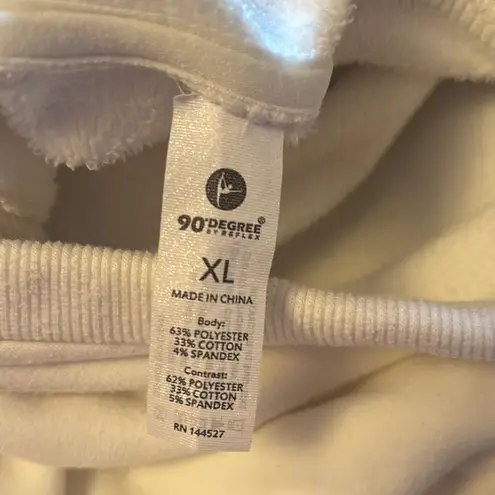 90°DEGREE®
BY REFLEX
XL
MADE IN CHINA
Body:
63% POLYESTER
33% COTTON
4% SPANDEX
Contrast:
62% POLYESTER
33% COTTON
5% SPANDEX
RN 144527